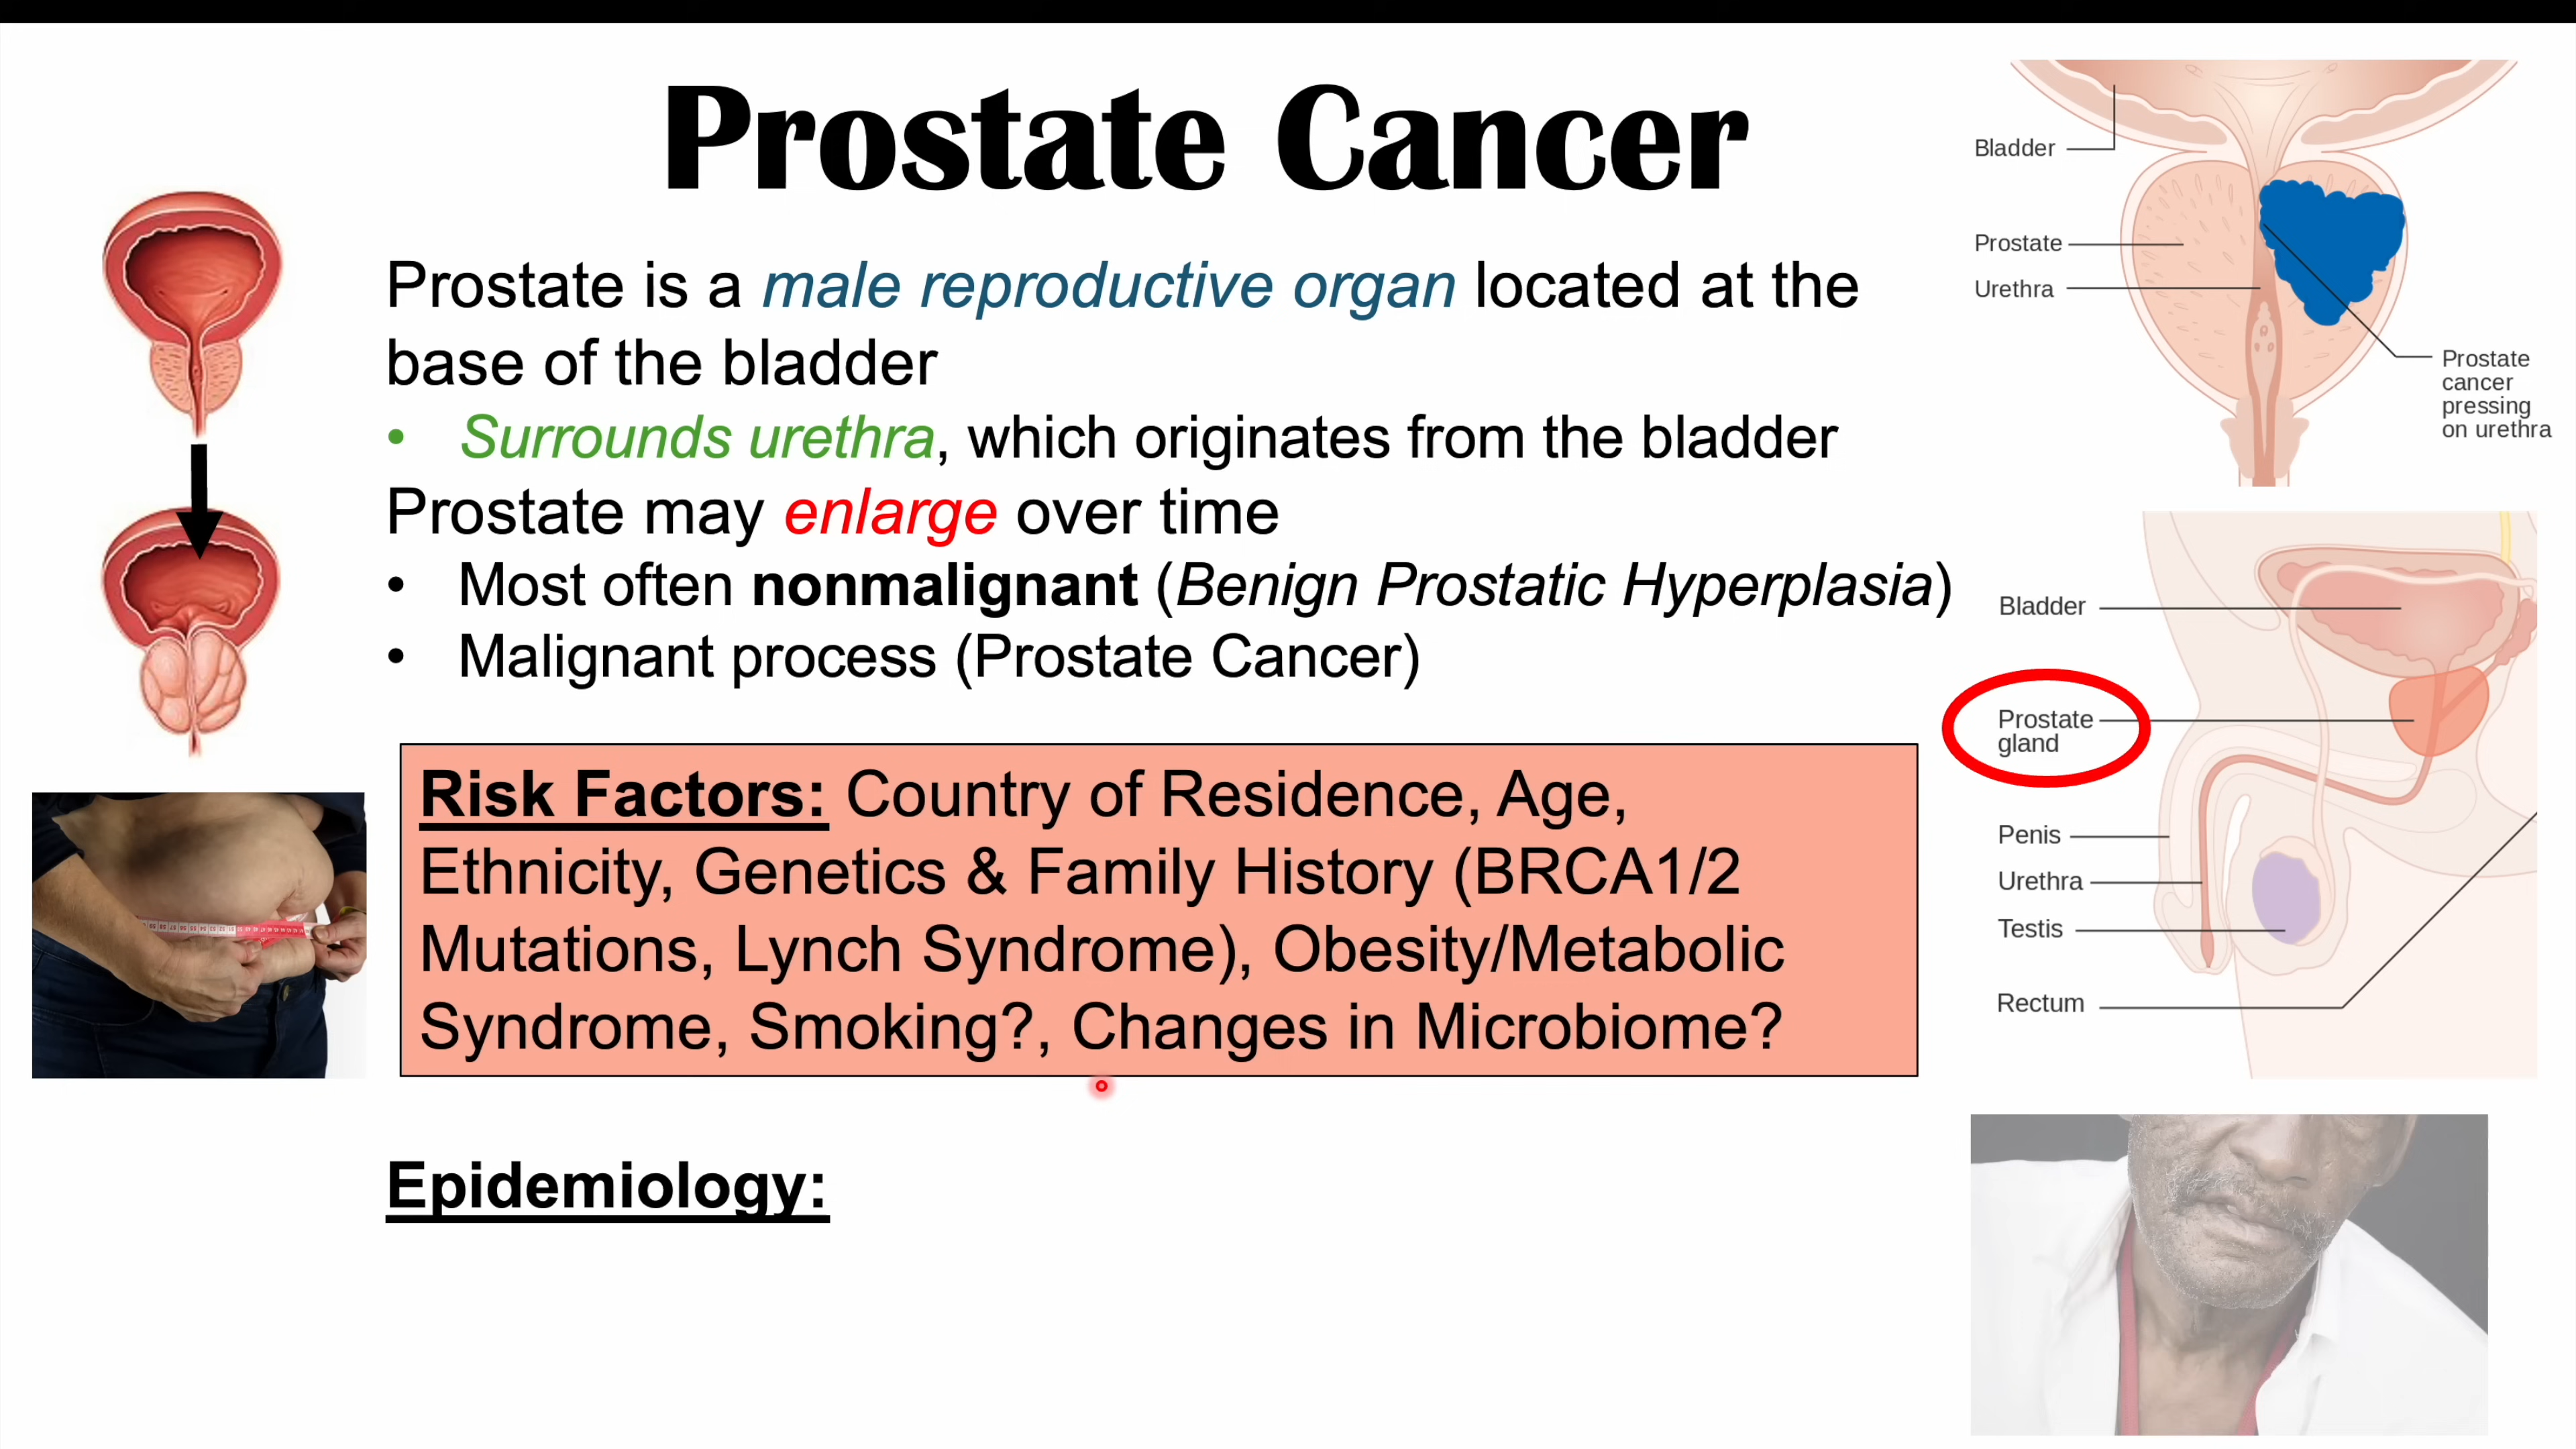 Prostate Cancer
Prostate is a male reproductive organ located at the
base of the bladder
• Surrounds urethra, which originates from the bladder
Prostate may enlarge over time
• Most often nonmalignant (Benign Prostatic Hyperplasia)
• Malignant process (Prostate Cancer)
Risk Factors: Country of Residence, Age,
Ethnicity, Genetics & Family History (BRCA1/2
Mutations, Lynch Syndrome), Obesity/Metabolic
Syndrome, Smoking?, Changes in Microbiome?
Epidemiology:
Bladder
Prostate
Urethra
Prostate
cancer
pressing
on urethra
Bladder
Prostate
gland
Penis
Urethra
Testis
Rectum